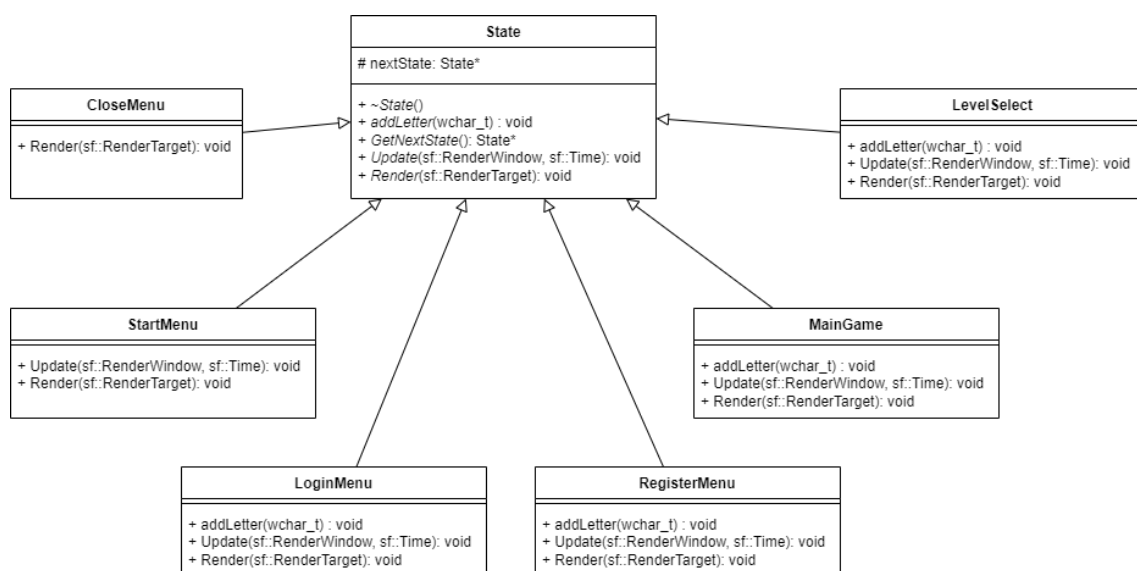 State
# nextState: State*
+ ~State()
+ addLetter(wchar_t) : void
+ GetNextState(): State*
+ Update(sf::RenderWindow, sf::Time): void
+ Render(sf::RenderTarget): void
CloseMenu
+ Render(sf::RenderTarget): void
LevelSelect
+ addLetter(wchar_t) : void
+ Update(sf::RenderWindow, sf::Time): void
+ Render(sf::RenderTarget): void
StartMenu
+ Update(sf::RenderWindow, sf::Time): void
+ Render(sf::RenderTarget): void
MainGame
+ addLetter(wchar_t) : void
+ Update(sf::RenderWindow, sf::Time): void
+ Render(sf::RenderTarget): void
LoginMenu
+ addLetter(wchar_t) : void
+ Update(sf::RenderWindow, sf::Time): void
+ Render(sf::RenderTarget): void
RegisterMenu
+ addLetter(wchar_t) : void
+ Update(sf::RenderWindow, sf::Time): void
+ Render(sf::RenderTarget): void